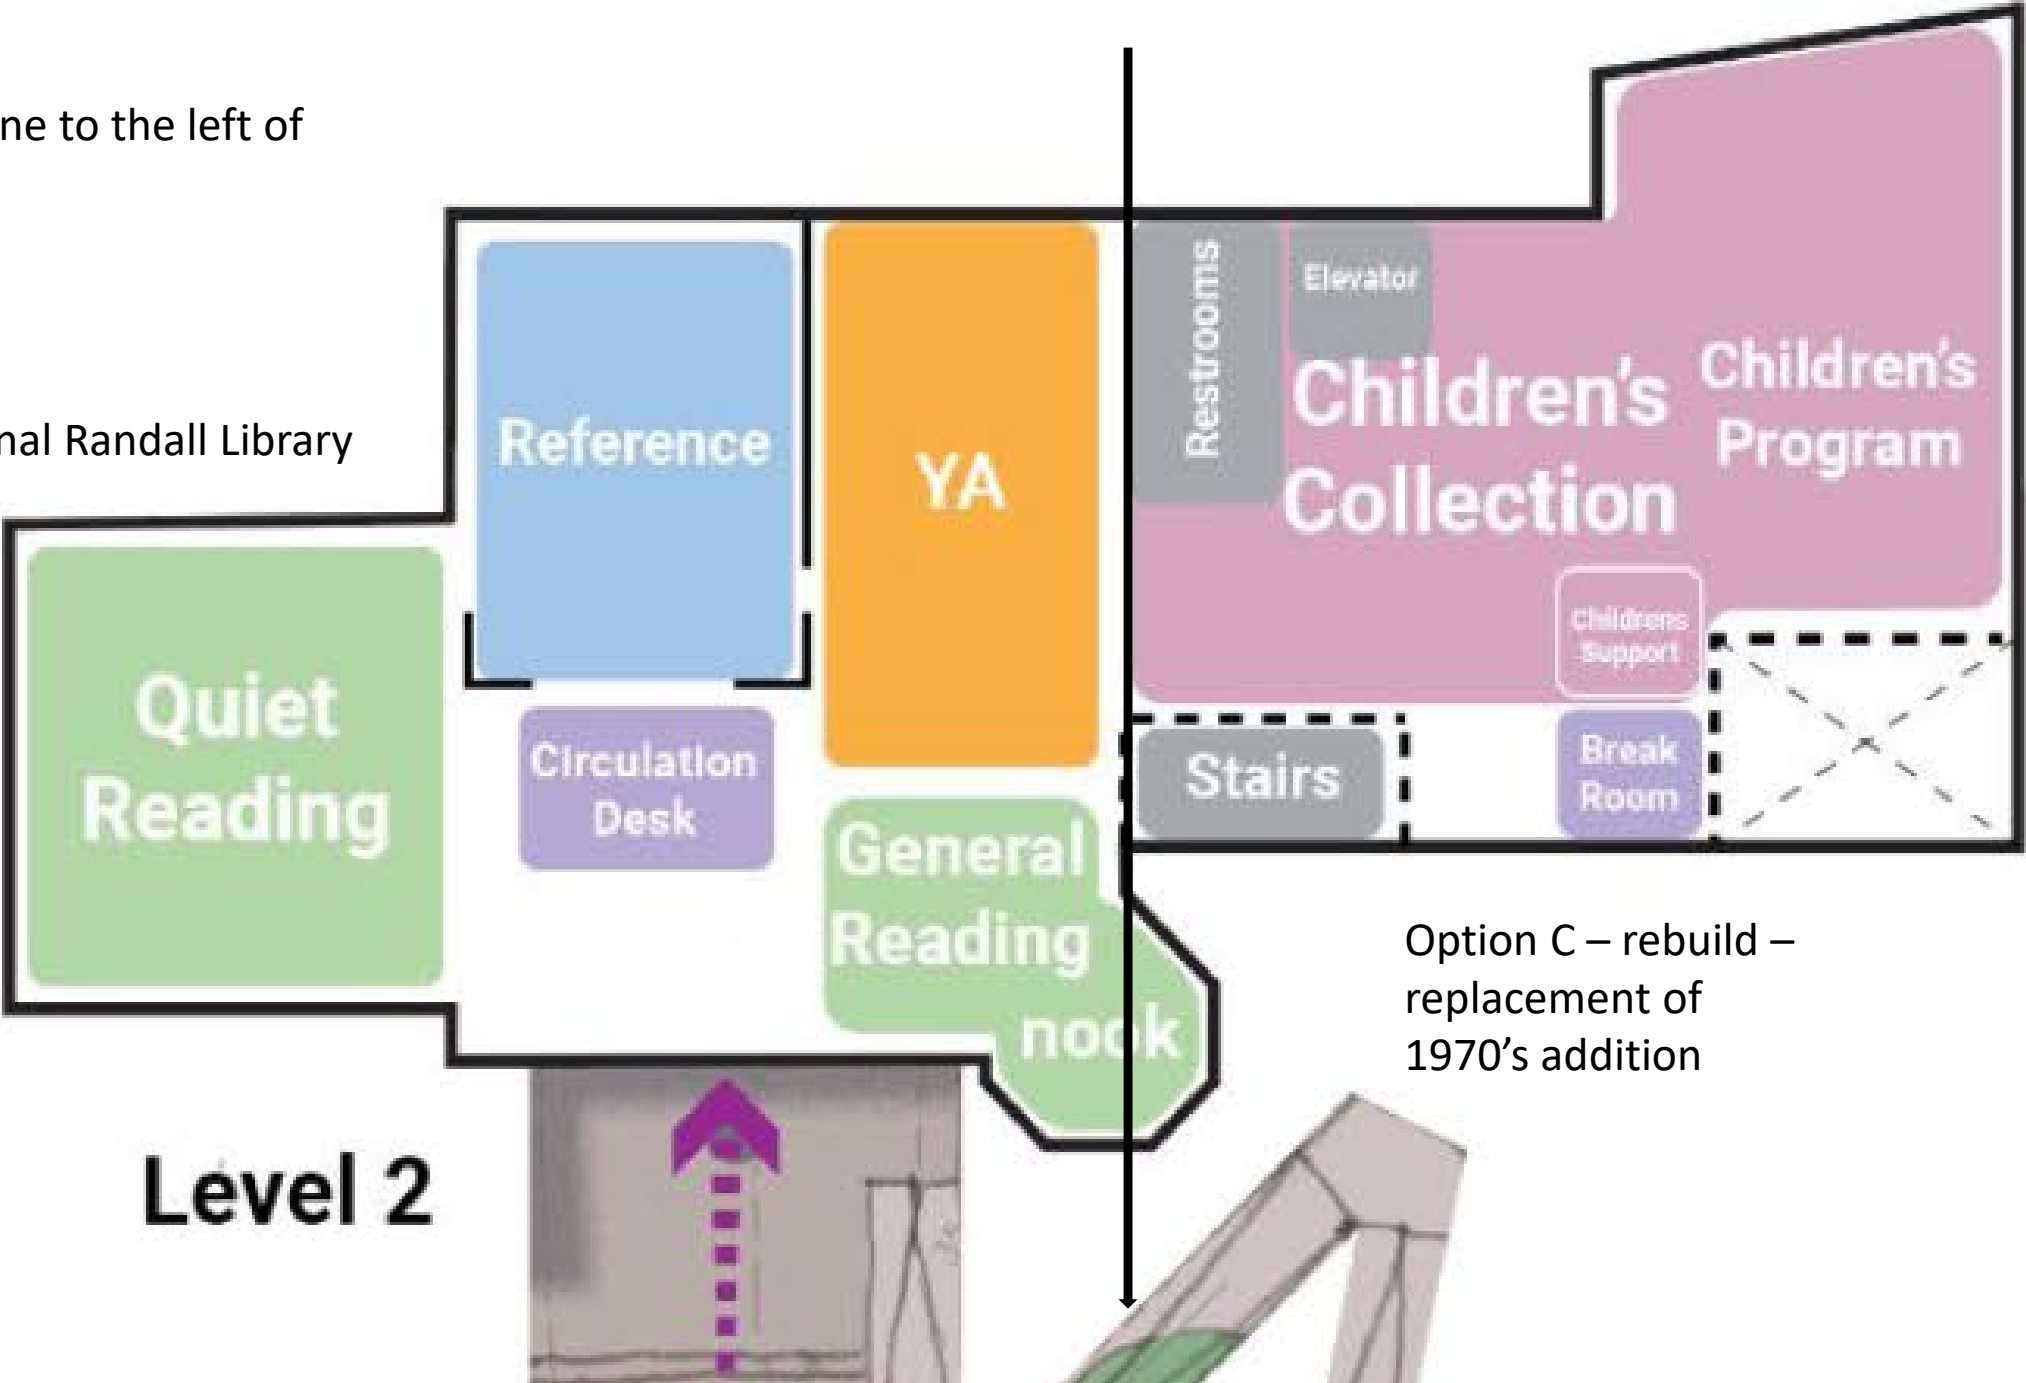 ne to the left of
nal Randall Library
Reference
YA
Restrooms
Elevator
Children's
Collection
Children's
Program
Childrens
Support
Quiet
Reading
Circulation
Desk
General
Reading
nook
Stairs
Break
Room
Option C – rebuild –
replacement of
1970's addition
Level 2